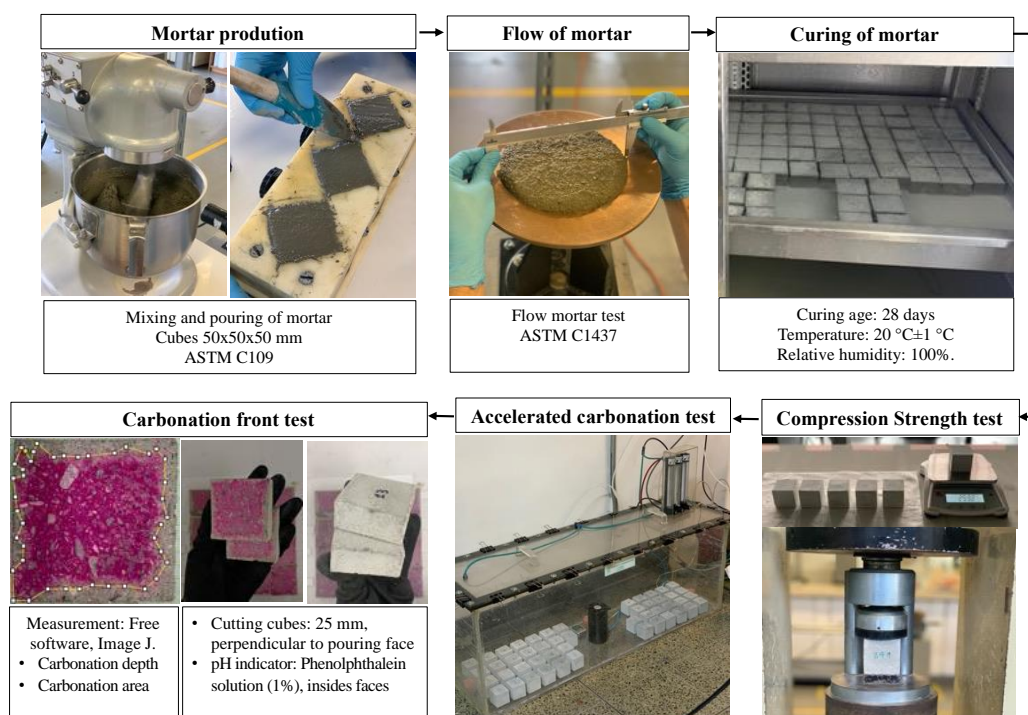 Mortar prodution
Flow of mortar
Curing of mortar
Mixing and pouring of mortar
Cubes 50x50x50 mm
ASTM C109
Flow mortar test
ASTM C1437
Curing age: 28 days
Temperature: 20 °C±1 °C
Relative humidity: 100%.
Carbonation front test
Accelerated carbonation test
Compression Strength test
Measurement: Free
software, Image J.
• Carbonation depth
• Carbonation area
• Cutting cubes: 25 mm,
perpendicular to pouring face
• pH indicator: Phenolphthalein
solution (1%), insides faces